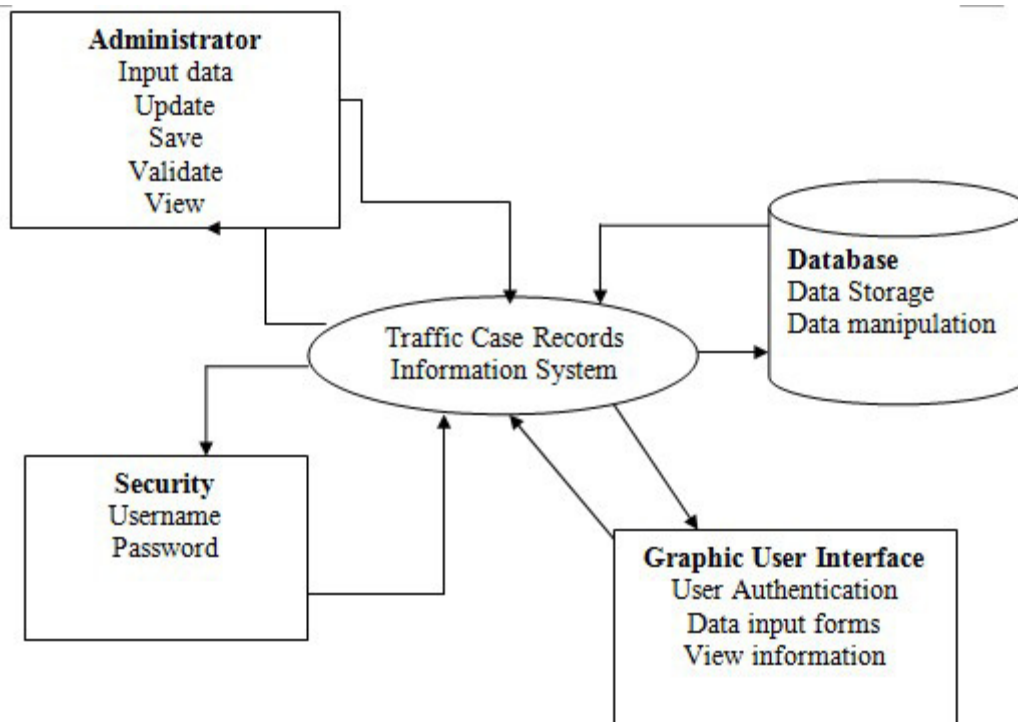 Administrator
Input data
Update
Save
Validate
View
Database
Data Storage
Data manipulation
Traffic Case Records
Information System
Security
Username
Password
Graphic User Interface
User Authentication
Data input forms
View information